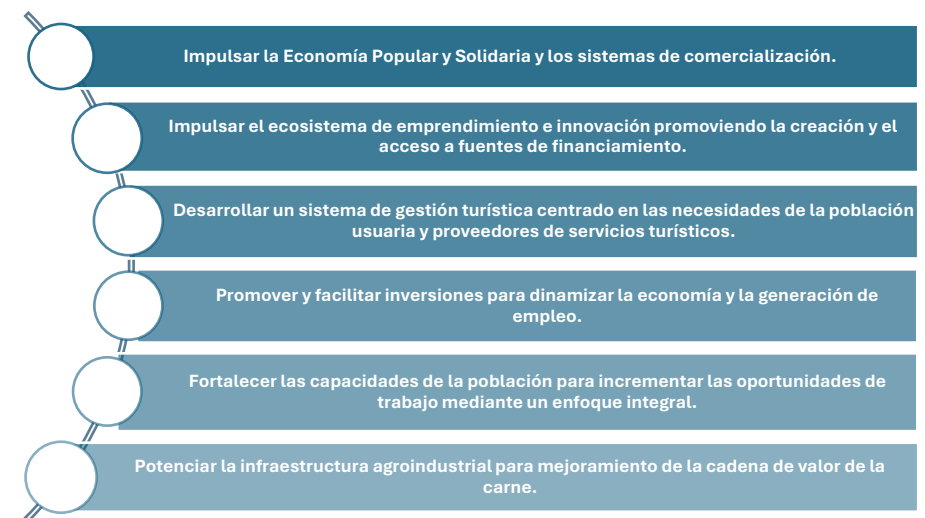 Impulsar la Economía Popular y Solidaria y los sistemas de comercialización.
Impulsar el ecosistema de emprendimiento e innovación promoviendo la creación y el
acceso a fuentes de financiamiento.
Desarrollar un sistema de gestión turística centrado en las necesidades de la población
usuaria y proveedores de servicios turísticos.
Promover y facilitar inversiones para dinamizar la economía y la generación de
empleo.
Fortalecer las capacidades de la población para incrementar las oportunidades de
trabajo mediante un enfoque integral.
Potenciar la infraestructura agroindustrial para mejoramiento de la cadena de valor de la
carne.